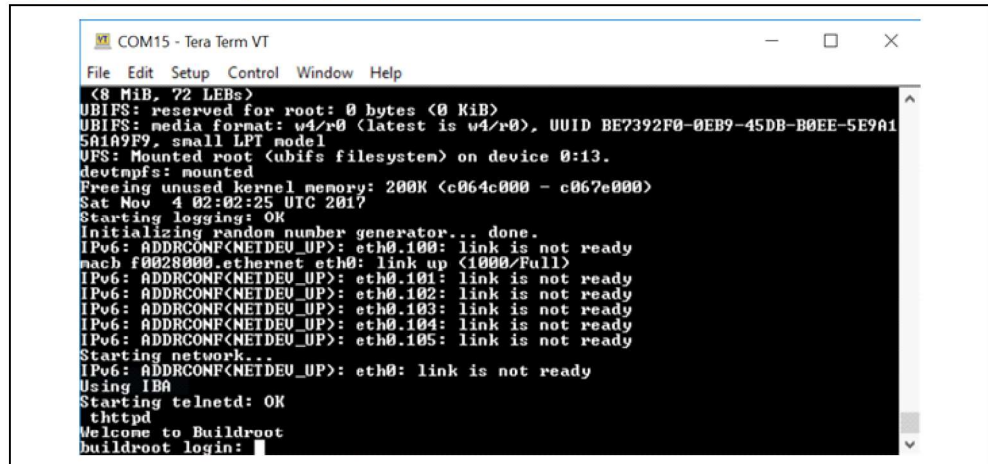 COM15 - Tera Term VT
File Edit Setup Control Window Help
(8 MiB, 72 LEBs)
UBIFS: reserved for root: 0 bytes (0 KiB)
UBIFS: media format: w4/r0 (latest is w4/r0), UUID BE7392F0-0EB9-45DB-B0EE-5E9A1
5A1A9F9, small LPT model
VFS: Mounted root (ubifs filesystem) on device 0:13.
devtmpfs: mounted
Freeing unused kernel memory: 200K (c064c000 - c067e000)
Sat Nov  4 02:02:25 UTC 2017
Starting logging: OK
Initializing random number generator... done.
IPv6: ADDRCONF(NETDEV_UP): eth0.100: link is not ready
macb f0028000.ethernet eth0: link up (1000/Full)
IPv6: ADDRCONF(NETDEV_UP): eth0.101: link is not ready
IPv6: ADDRCONF(NETDEV_UP): eth0.102: link is not ready
IPv6: ADDRCONF(NETDEV_UP): eth0.103: link is not ready
IPv6: ADDRCONF(NETDEV_UP): eth0.104: link is not ready
IPv6: ADDRCONF(NETDEV_UP): eth0.105: link is not ready
Starting network...
IPv6: ADDRCONF(NETDEV_UP): eth0: link is not ready
Using IBA
Starting telnetd: OK
thttpd
Welcome to Buildroot
buildroot login: